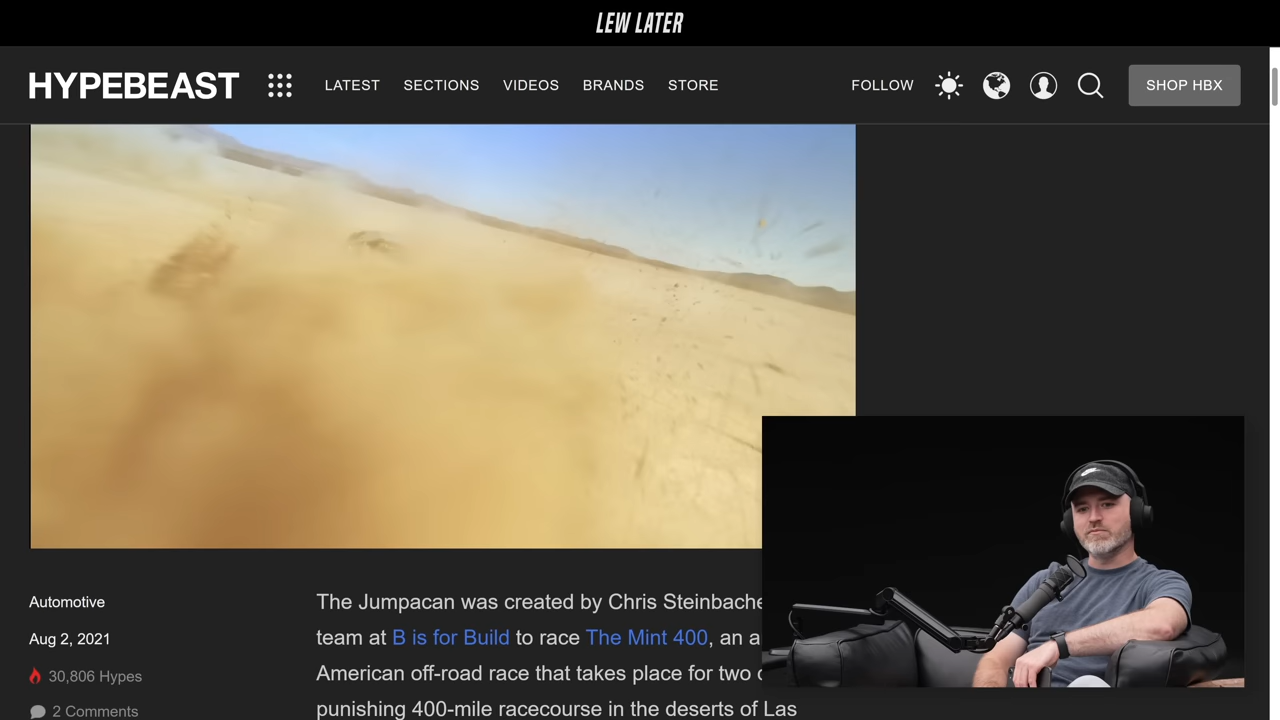 LEW LATER
HYPEBEAST
LATEST
SECTIONS
VIDEOS
BRANDS
STORE
FOLLOW
SHOP HBX
Automotive
Aug 2, 2021
30,806 Hypes
2 Comments
The Jumpacan was created by Chris
team at B is for Build to race The Mint 400, an
American off-road race that takes place for two
punishing 400-mile racecourse in the deserts of Las